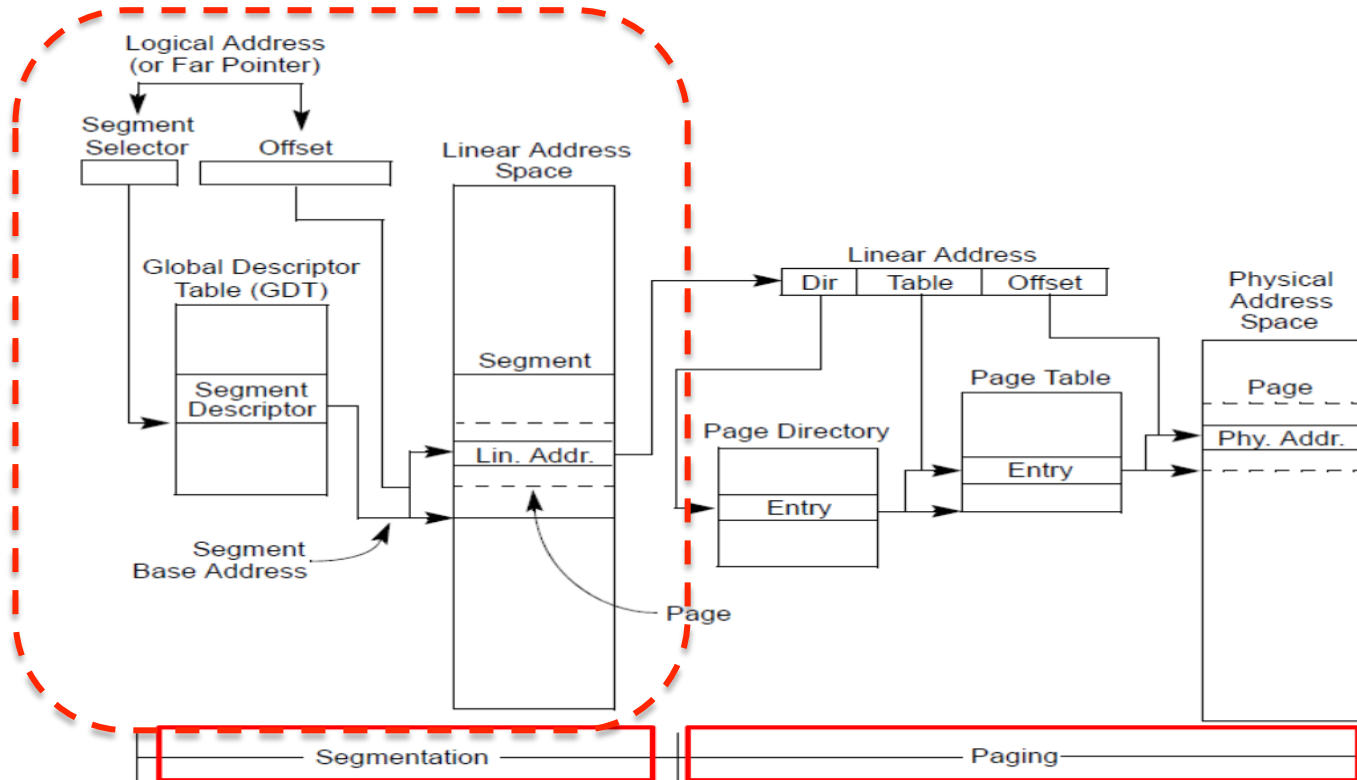 Logical Address
(or Far Pointer)
Segment
Selector
Offset
Linear Address
Space
Global Descriptor
Table (GDT)
Segment
Descriptor
Segment
Lin. Addr.
Segment
Base Address
Page
Linear Address
Dir
Table
Offset
Physical
Address
Space
Page Table
Page
Page Directory
Phy. Addr.
Entry
Entry
Segmentation
Paging